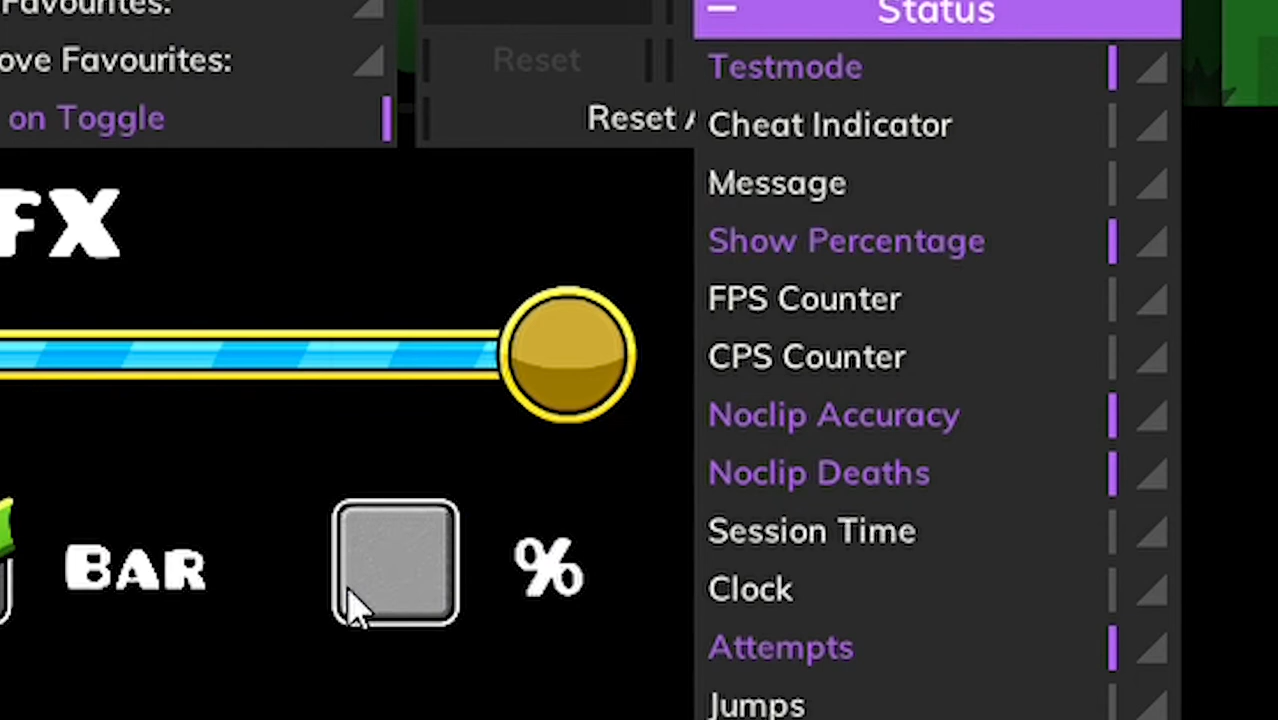 Favourites:
ove Favourites:
on Toggle
Reset
Reset A
FX
Bar
%
Status
Testmode
Cheat Indicator
Message
Show Percentage
FPS Counter
CPS Counter
Noclip Accuracy
Noclip Deaths
Session Time
Clock
Attempts
Jumps